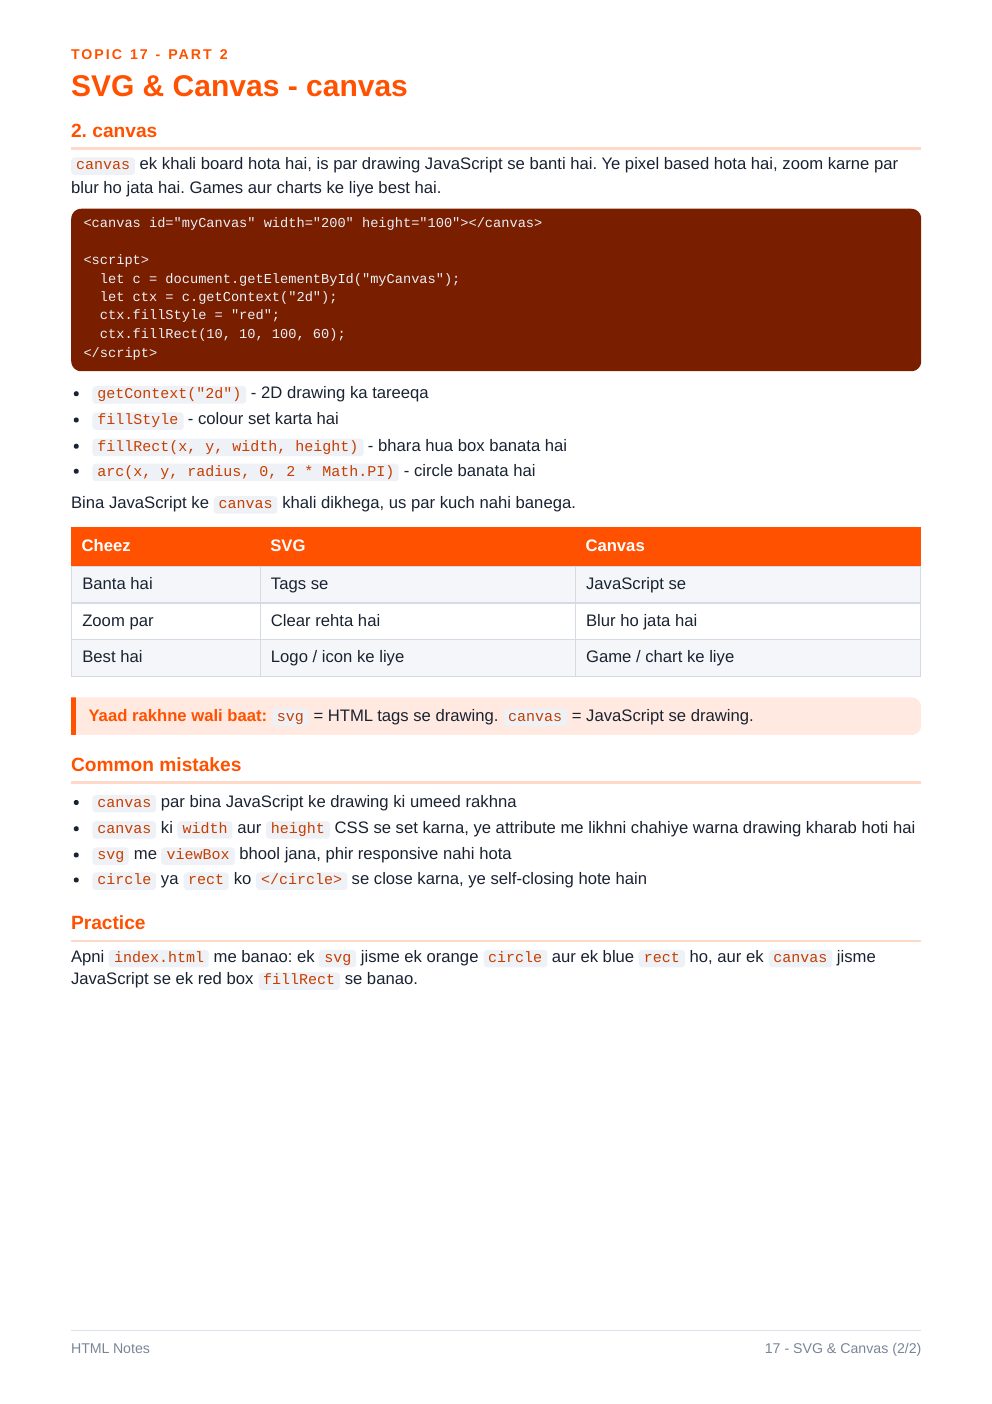 TOPIC 17 - PART 2
SVG & Canvas - canvas
2. canvas
canvas ek khali board hota hai, is par drawing JavaScript se banti hai. Ye pixel based hota hai, zoom karne par
blur ho jata hai. Games aur charts ke liye best hai.
<canvas id="myCanvas" width="200" height="100"></canvas>
<script>
  let c = document.getElementById("myCanvas");
  let ctx = c.getContext("2d");
  ctx.fillStyle = "red";
  ctx.fillRect(10, 10, 100, 60);
</script>
• getContext("2d") - 2D drawing ka tareeqa
• fillStyle - colour set karta hai
• fillRect(x, y, width, height) - bhara hua box banata hai
• arc(x, y, radius, 0, 2 * Math.PI) - circle banata hai
Bina JavaScript ke canvas khali dikhega, us par kuch nahi banega.
Cheez SVG Canvas
Banta hai Tags se JavaScript se
Zoom par Clear rehta hai Blur ho jata hai
Best hai Logo / icon ke liye Game / chart ke liye
Yaad rakhne wali baat: svg = HTML tags se drawing. canvas = JavaScript se drawing.
Common mistakes
• canvas par bina JavaScript ke drawing ki umeed rakhna
• canvas ki width aur height CSS se set karna, ye attribute me likhni chahiye warna drawing kharab hoti hai
• svg me viewBox bhool jana, phir responsive nahi hota
• circle ya rect ko </circle> se close karna, ye self-closing hote hain
Practice
Apni index.html me banao: ek svg jisme ek orange circle aur ek blue rect ho, aur ek canvas jisme
JavaScript se ek red box fillRect se banao.
HTML Notes
17 - SVG & Canvas (2/2)